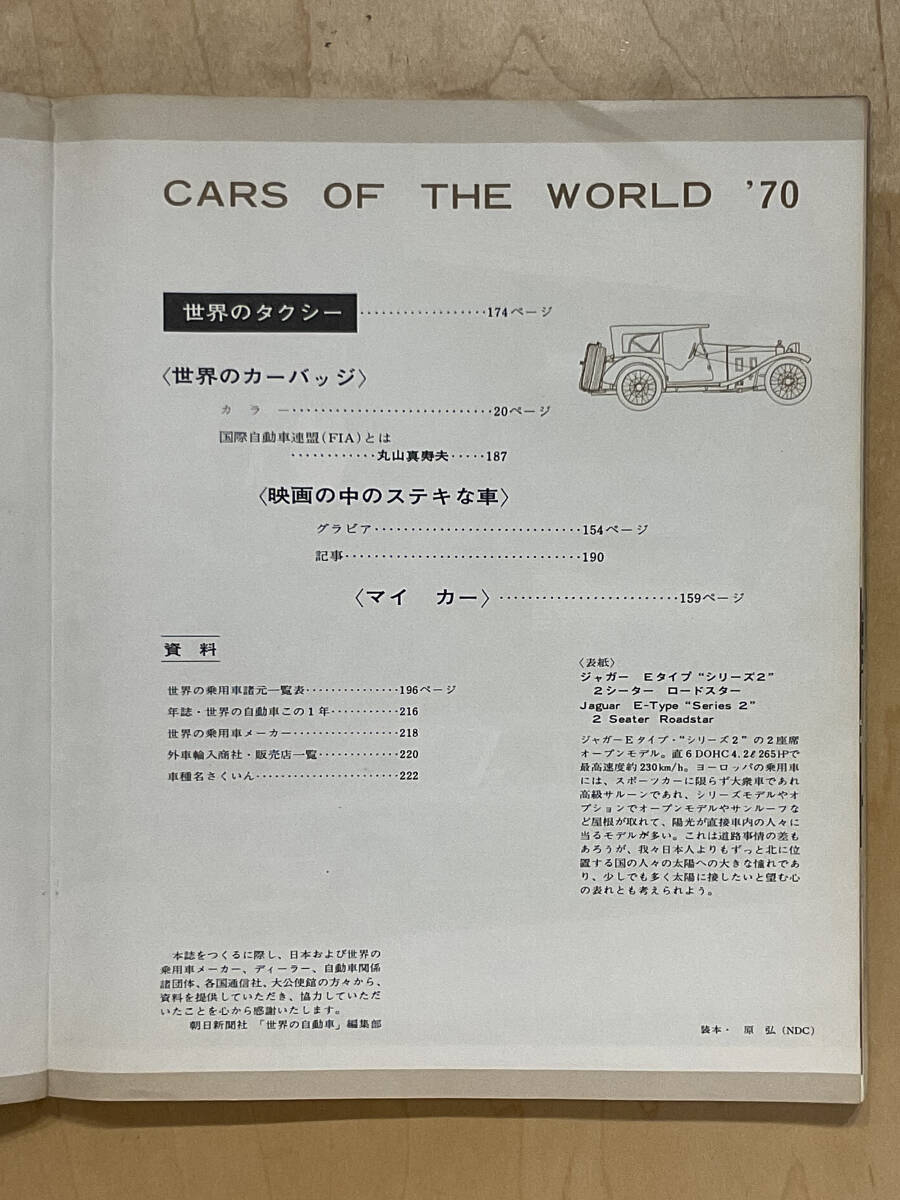 CARS OF THE WORLD ’70
世界のタクシー ··················174ページ
〈世界のカーバッジ〉
カラー····························20ページ
国際自動車連盟(FIA)とは
············丸山真寿夫·····187
〈映画の中のステキな車〉
グラビア·····························154ページ
記事·································190
〈マイ カー〉·························159ページ
資料
世界の乗用車諸元一覧表···············196ページ
年誌・世界の自動車この1年············216
世界の乗用車メーカー··················218
外車輸入商社・販売店一覧···············220
車種名さくいん·······················222
〈表紙〉
ジャガー Eタイプ “シリーズ2”
2シーター ロードスター
Jaguar E-Type “Series 2”
2 Seater Roadstar
ジャガーEタイプ・“シリーズ2”の2座席
オープンモデル。直6DOHC4.2ℓ265HPで
最高速度約230km/h。ヨーロッパの乗用車
には、スポーツカーに限らず大衆車であれ
高級サルーンであれ、シリーズモデルやオ
プションでオープンモデルやサンルーフな
ど屋根が取れて、陽光が直接車内の人々に
当るモデルが多い。これは道路事情の差も
あろうが、我々日本人よりもずっと北に位
置する国の人々の太陽への大きな憧れであ
り、少しでも多く太陽に接したいと望む心
の表れとも考えられよう。
本誌をつくるに際し、日本および世界の
乗用車メーカー、ディーラー、自動車関係
諸団体、各国通信社、大公使館の方々から、
資料を提供していただき、協力していただ
いたことを心から感謝いたします。
朝日新聞社 「世界の自動車」編集部
装本・ 原 弘(NDC)